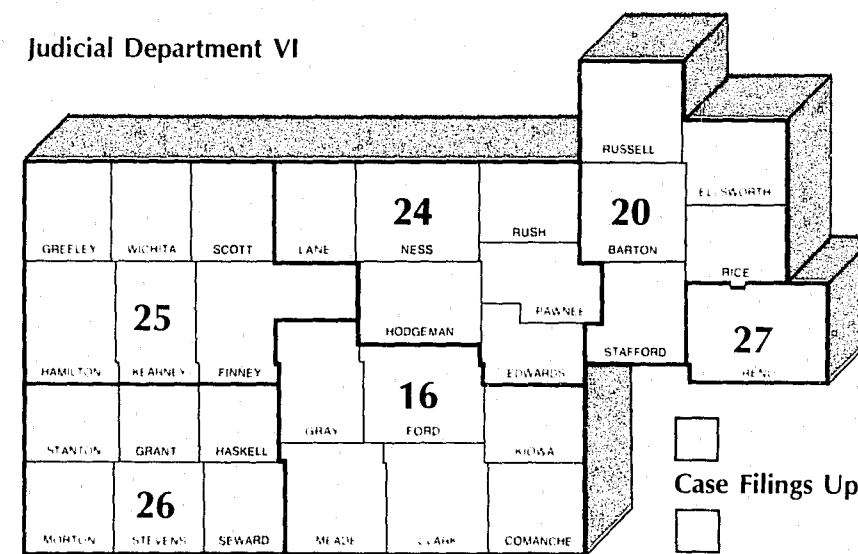 Judicial Department VI
RUSSELL
ELLSWORTH
24
20
GREELEY WICHITA SCOTT LANE NESS RUSH BARTON
RICE
25
HODGEMAN PAWNEE
STAFFORD
27
HAMILTON KEARNEY FINNEY EDWARDS RENO
16
GRAY FORD
STANTON GRANT HASKELL KIOWA
Case Filings Up
26
MORTON STEVENS SEWARD MEADE CLARK COMANCHE